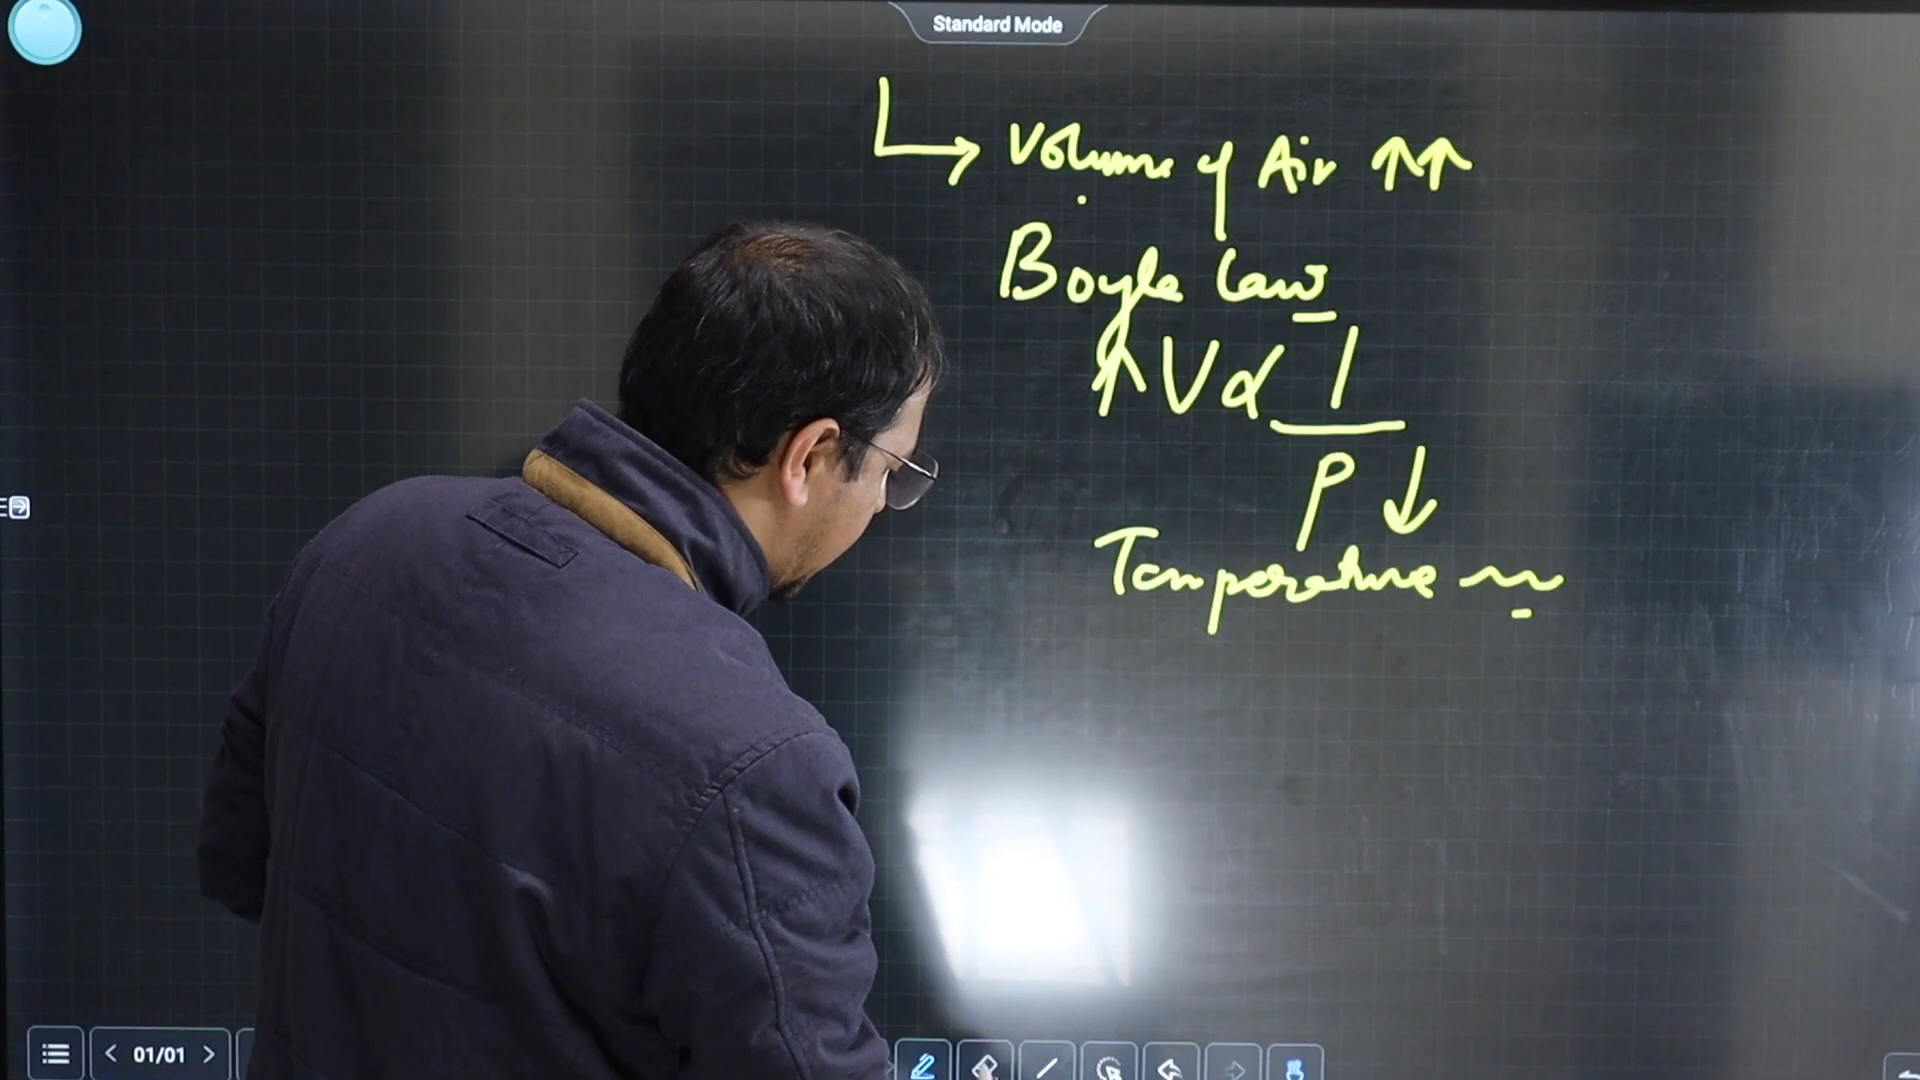 Standard Mode
Volume of Air ↑↑
Boyle Law
↑ V α 1
P ↓
Temperature ~~
01/01